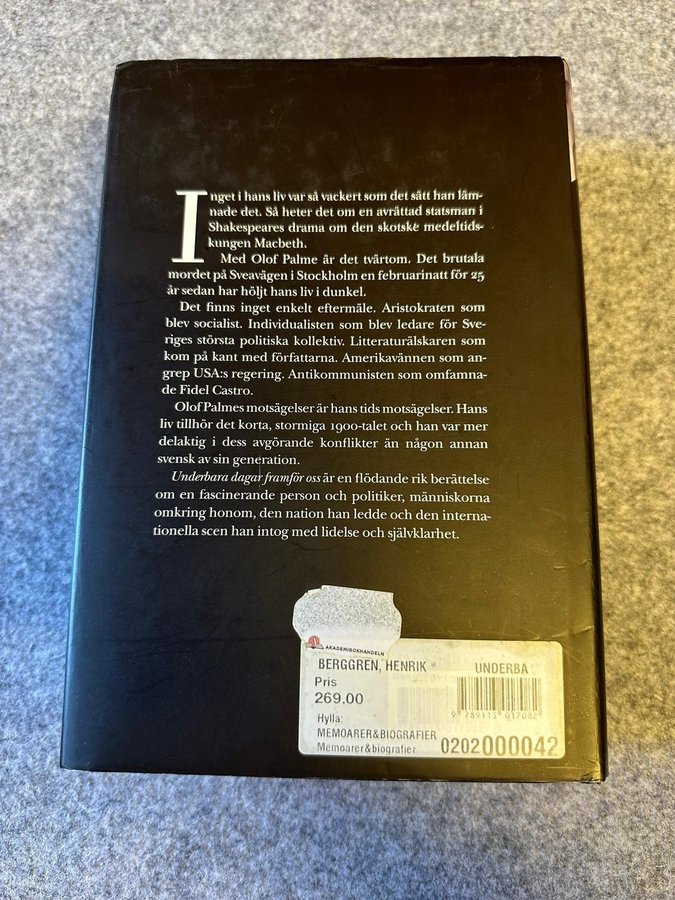 Inget i hans liv var så vackert som det sätt han läm-
nade det. Så heter det om en avrättad statsman i
Shakespeares drama om den skotske medeltids-
kungen Macbeth.
Med Olof Palme är det tvärtom. Det brutala
mordet på Sveavägen i Stockholm en februarinatt för 25
år sedan har höljt hans liv i dunkel.
Det finns inget enkelt eftermäle. Aristokraten som
blev socialist. Individualisten som blev ledare för Sve-
riges största politiska kollektiv. Litteraturälskaren som
kom på kant med författarna. Amerikavännen som an-
grep USA:s regering. Antikommunisten som omfamna-
de Fidel Castro.
Olof Palmes motsägelser är hans tids motsägelser. Hans
liv tillhör det korta, stormiga 1900-talet och han var mer
delaktig i dess avgörande konflikter än någon annan
svensk av sin generation.
Underbara dagar framför oss är en flödande rik berättelse
om en fascinerande person och politiker, människorna
omkring honom, den nation han ledde och den interna-
tionella scen han intog med lidelse och självklarhet.
AKADEMIBOKHANDELN
BERGGREN, HENRIK UNDERBA
Pris
269.00
9 789113 017082
Hylla:
MEMOARER&BIOGRAFIER
Memoarer&biografier
0202000042